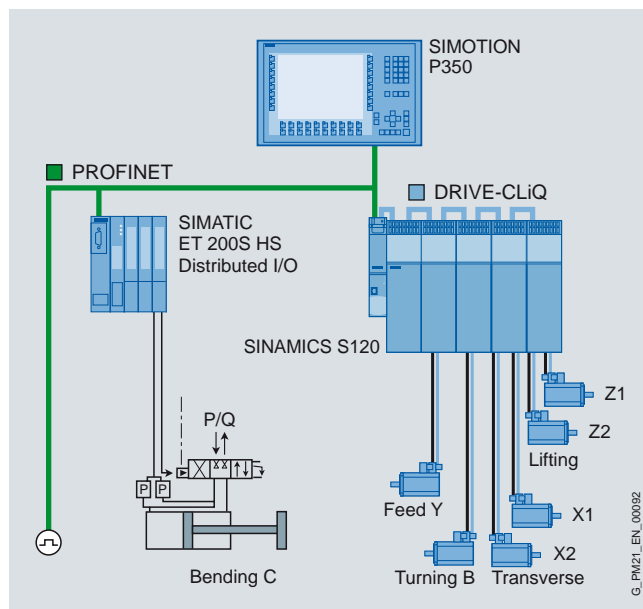 SIMOTION
P350
PROFINET
DRIVE-CLiQ
SIMATIC
ET 200S HS
Distributed I/O
SINAMICS S120
P/Q
P
P
Bending C
Feed Y
Turning B
X2
Transverse
X1
Lifting
Z2
Z1
G_PM21_EN_00092